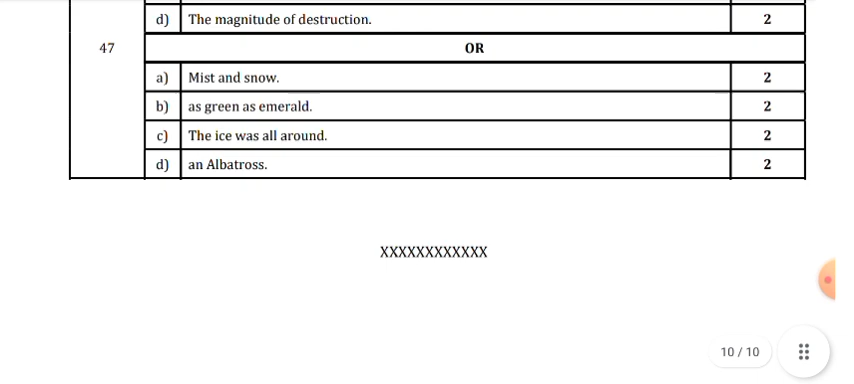 d) The magnitude of destruction. 2
47 OR
a) Mist and snow. 2
b) as green as emerald. 2
c) The ice was all around. 2
d) an Albatross. 2
XXXXXXXXXXXX
10 / 10